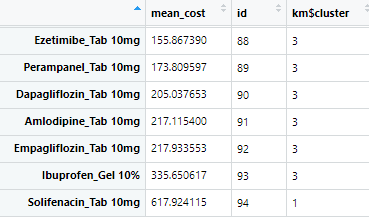 mean_cost id km$cluster
Ezetimibe_Tab 10mg 155.867390 88 3
Perampanel_Tab 10mg 173.809597 89 3
Dapagliflozin_Tab 10mg 205.037653 90 3
Amlodipine_Tab 10mg 217.115400 91 3
Empagliflozin_Tab 10mg 217.933553 92 3
Ibuprofen_Gel 10% 335.650617 93 3
Solifenacin_Tab 10mg 617.924115 94 1